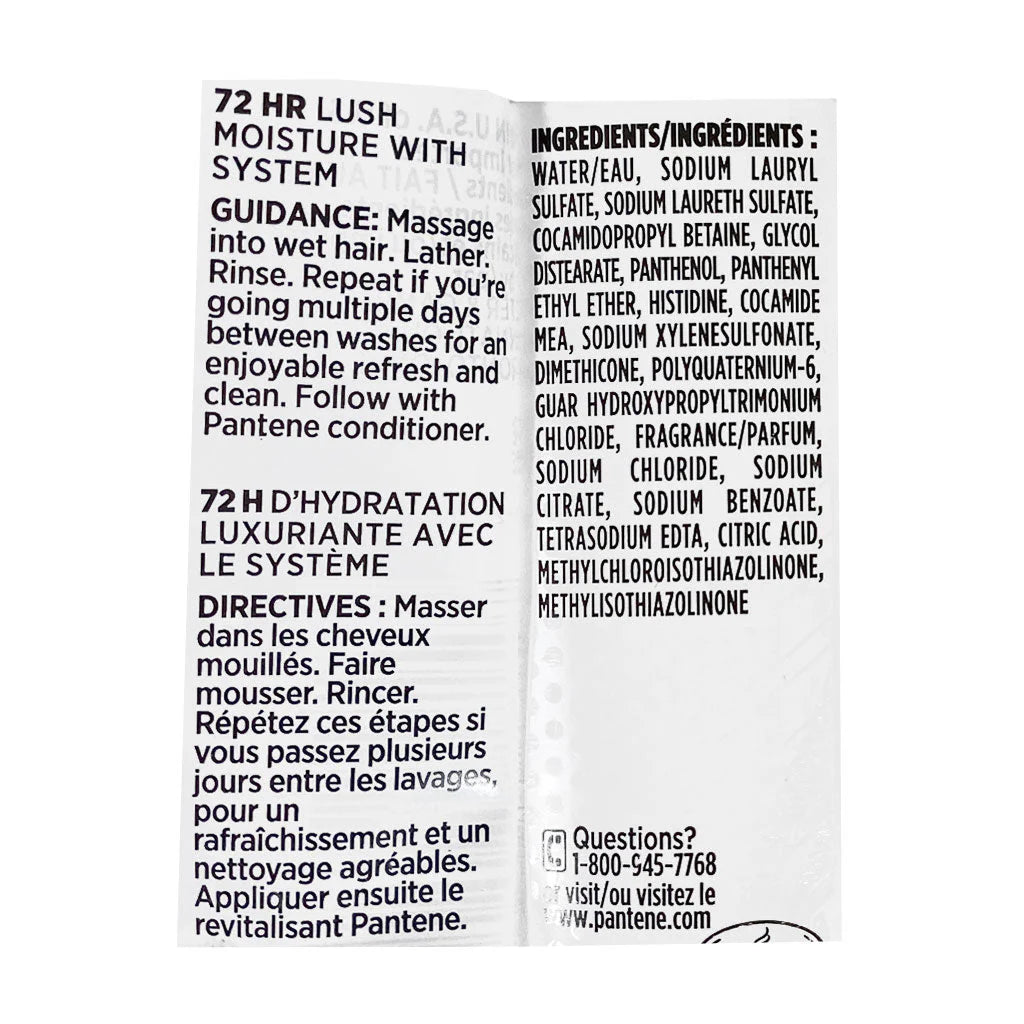 72 HR LUSH
MOISTURE WITH
SYSTEM
GUIDANCE: Massage
into wet hair. Lather.
Rinse. Repeat if you're
going multiple days
between washes for an
enjoyable refresh and
clean. Follow with
Pantene conditioner.
72 H D'HYDRATATION
LUXURIANTE AVEC
LE SYSTÈME
DIRECTIVES : Masser
dans les cheveux
mouillés. Faire
mousser. Rincer.
Répétez ces étapes si
vous passez plusieurs
jours entre les lavages,
pour un
rafraîchissement et un
nettoyage agréables.
Appliquer ensuite le
revitalisant Pantene.
INGREDIENTS/INGRÉDIENTS :
WATER/EAU, SODIUM LAURYL
SULFATE, SODIUM LAURETH SULFATE,
COCAMIDOPROPYL BETAINE, GLYCOL
DISTEARATE, PANTHENOL, PANTHENYL
ETHYL ETHER, HISTIDINE, COCAMIDE
MEA, SODIUM XYLENESULFONATE,
DIMETHICONE, POLYQUATERNIUM-6,
GUAR HYDROXYPROPYLTRIMONIUM
CHLORIDE, FRAGRANCE/PARFUM,
SODIUM CHLORIDE, SODIUM
CITRATE, SODIUM BENZOATE,
TETRASODIUM EDTA, CITRIC ACID,
METHYLCHLOROISOTHIAZOLINONE,
METHYLISOTHIAZOLINONE
Questions?
1-800-945-7768
or visit/ou visitez le
www.pantene.com